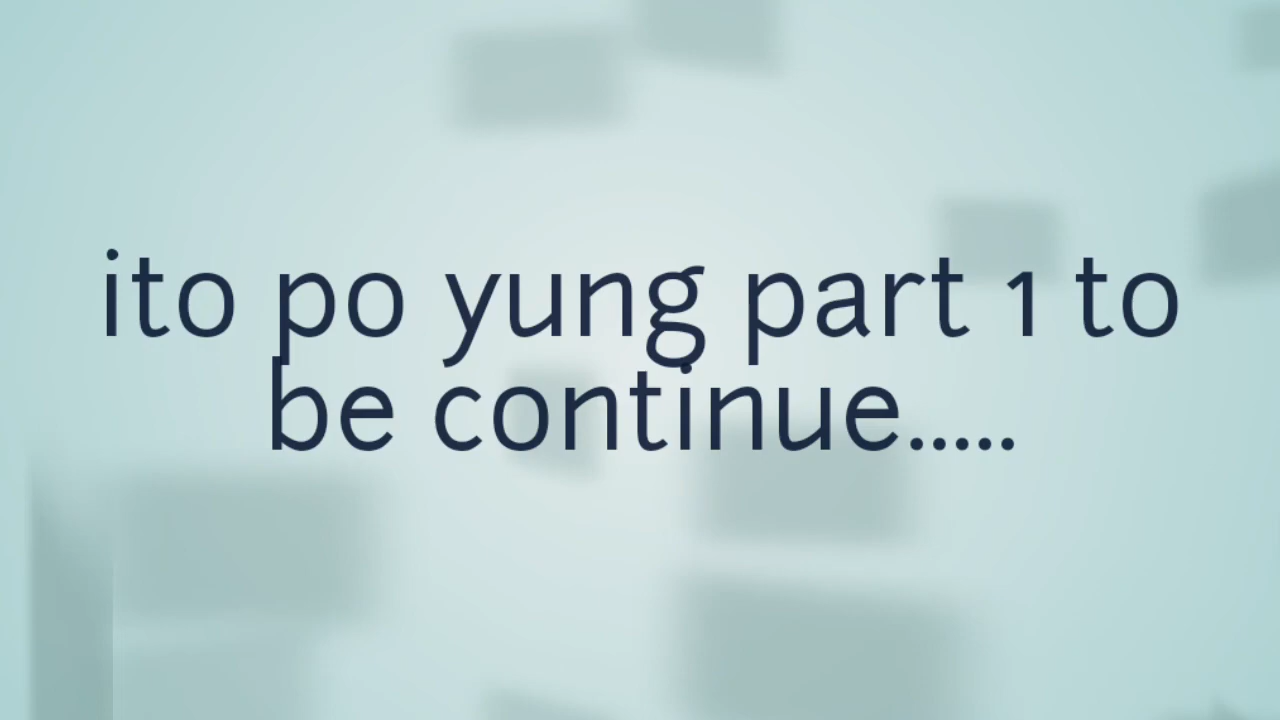 ito po yung part 1 to
be continue.....